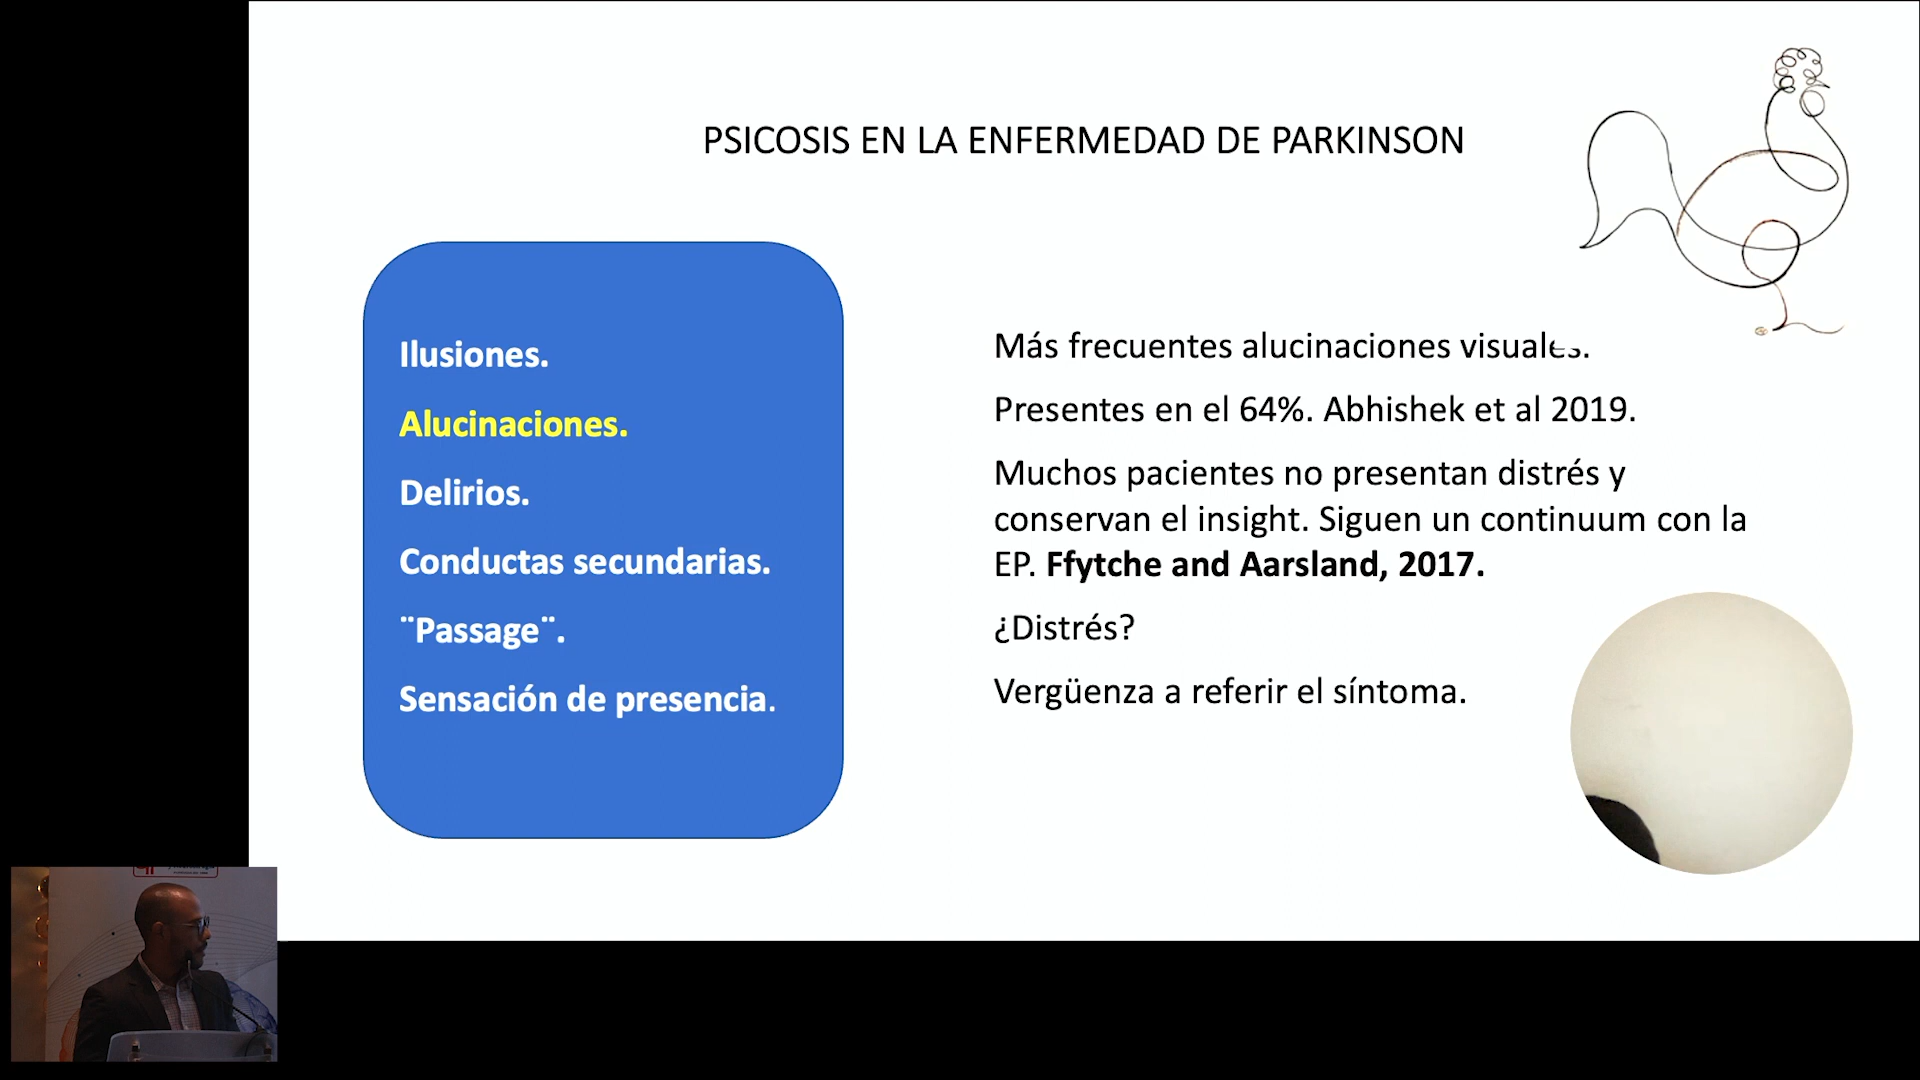 PSICOSIS EN LA ENFERMEDAD DE PARKINSON
Ilusiones.
Alucinaciones.
Delirios.
Conductas secundarias.
¨Passage¨.
Sensación de presencia.
Más frecuentes alucinaciones visuales.
Presentes en el 64%. Abhishek et al 2019.
Muchos pacientes no presentan distrés y
conservan el insight. Siguen un continuum con la
EP. Ffytche and Aarsland, 2017.
¿Distrés?
Vergüenza a referir el síntoma.